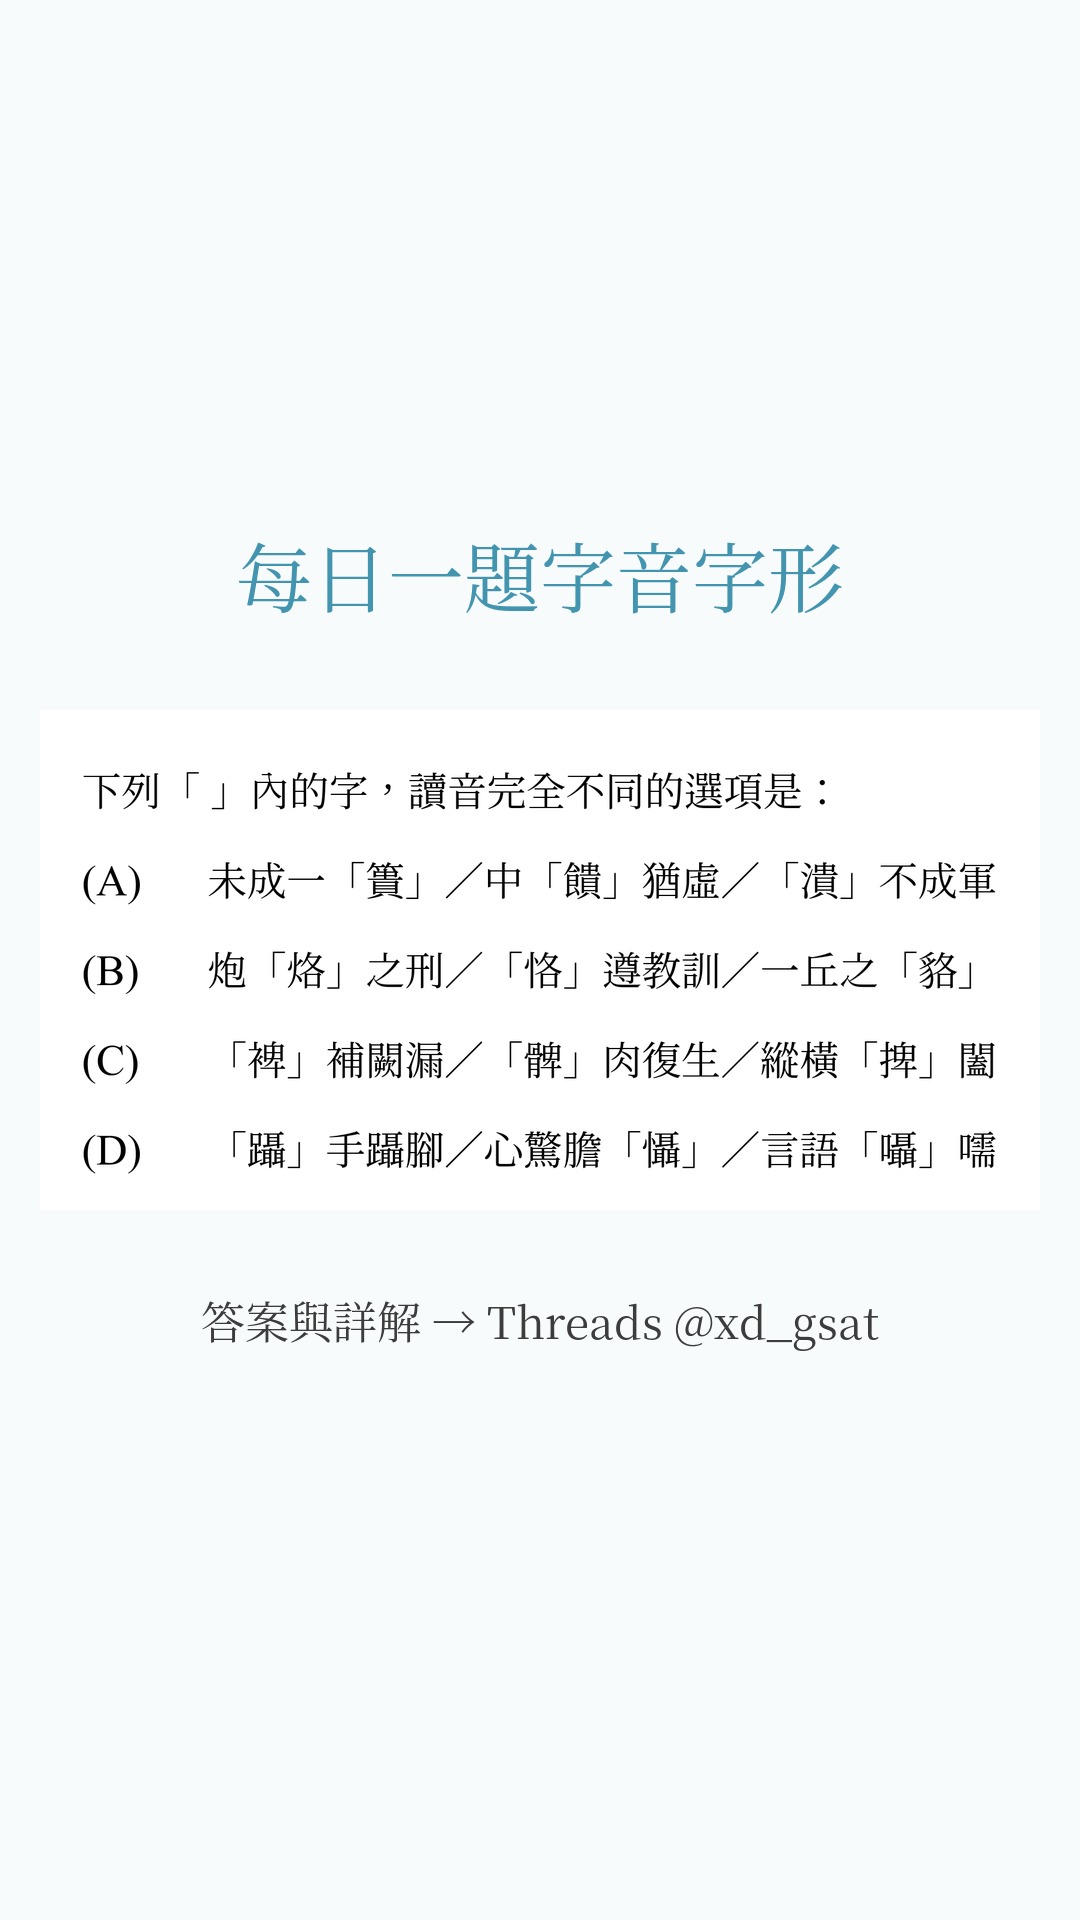 每日一題字音字形
下列「 」內的字，讀音完全不同的選項是：
(A) 未成一「簣」／中「饋」猶虛／「潰」不成軍
(B) 炮「烙」之刑／「恪」遵教訓／一丘之「貉」
(C) 「裨」補闕漏／「髀」肉復生／縱橫「捭」闔
(D) 「躡」手躡腳／心驚膽「懾」／言語「囁」嚅
答案與詳解 → Threads @xd_gsat